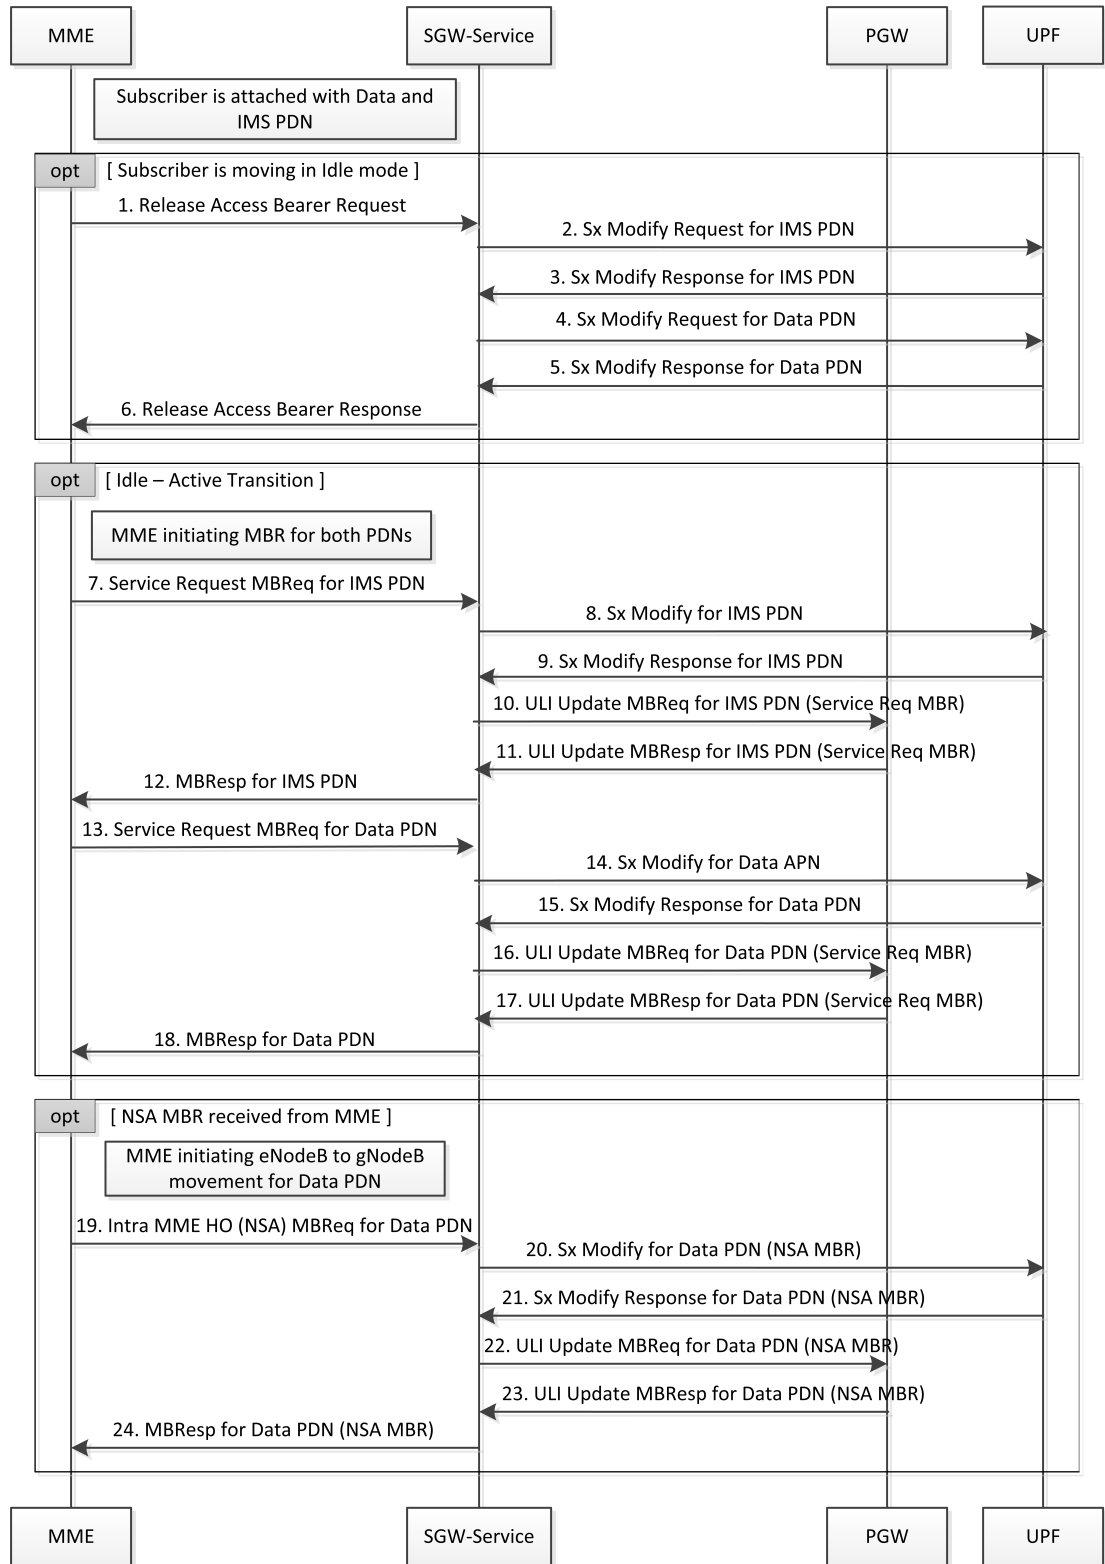 MME
SGW-Service
PGW
UPF
Subscriber is attached with Data and
IMS PDN
opt
[ Subscriber is moving in Idle mode ]
1. Release Access Bearer Request
2. Sx Modify Request for IMS PDN
3. Sx Modify Response for IMS PDN
4. Sx Modify Request for Data PDN
5. Sx Modify Response for Data PDN
6. Release Access Bearer Response
opt
[ Idle – Active Transition ]
MME initiating MBR for both PDNs
7. Service Request MBReq for IMS PDN
8. Sx Modify for IMS PDN
9. Sx Modify Response for IMS PDN
10. ULI Update MBReq for IMS PDN (Service Req MBR)
11. ULI Update MBResp for IMS PDN (Service Req MBR)
12. MBResp for IMS PDN
13. Service Request MBReq for Data PDN
14. Sx Modify for Data APN
15. Sx Modify Response for Data PDN
16. ULI Update MBReq for Data PDN (Service Req MBR)
17. ULI Update MBResp for Data PDN (Service Req MBR)
18. MBResp for Data PDN
opt
[ NSA MBR received from MME ]
MME initiating eNodeB to gNodeB
movement for Data PDN
19. Intra MME HO (NSA) MBReq for Data PDN
20. Sx Modify for Data PDN (NSA MBR)
21. Sx Modify Response for Data PDN (NSA MBR)
22. ULI Update MBReq for Data PDN (NSA MBR)
23. ULI Update MBResp for Data PDN (NSA MBR)
24. MBResp for Data PDN (NSA MBR)
MME
SGW-Service
PGW
UPF